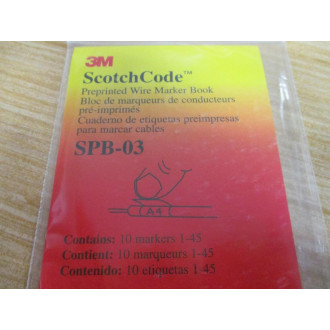 3M
ScotchCode™
Preprinted Wire Marker Book
Bloc de marqueurs de conducteurs
pré-imprimés
Cuaderno de etiquetas preimpresas
para marcar cables
SPB-03
A4
Contains: 10 markers 1-45
Contient: 10 marqueurs 1-45
Contenido: 10 etiquetas 1-45